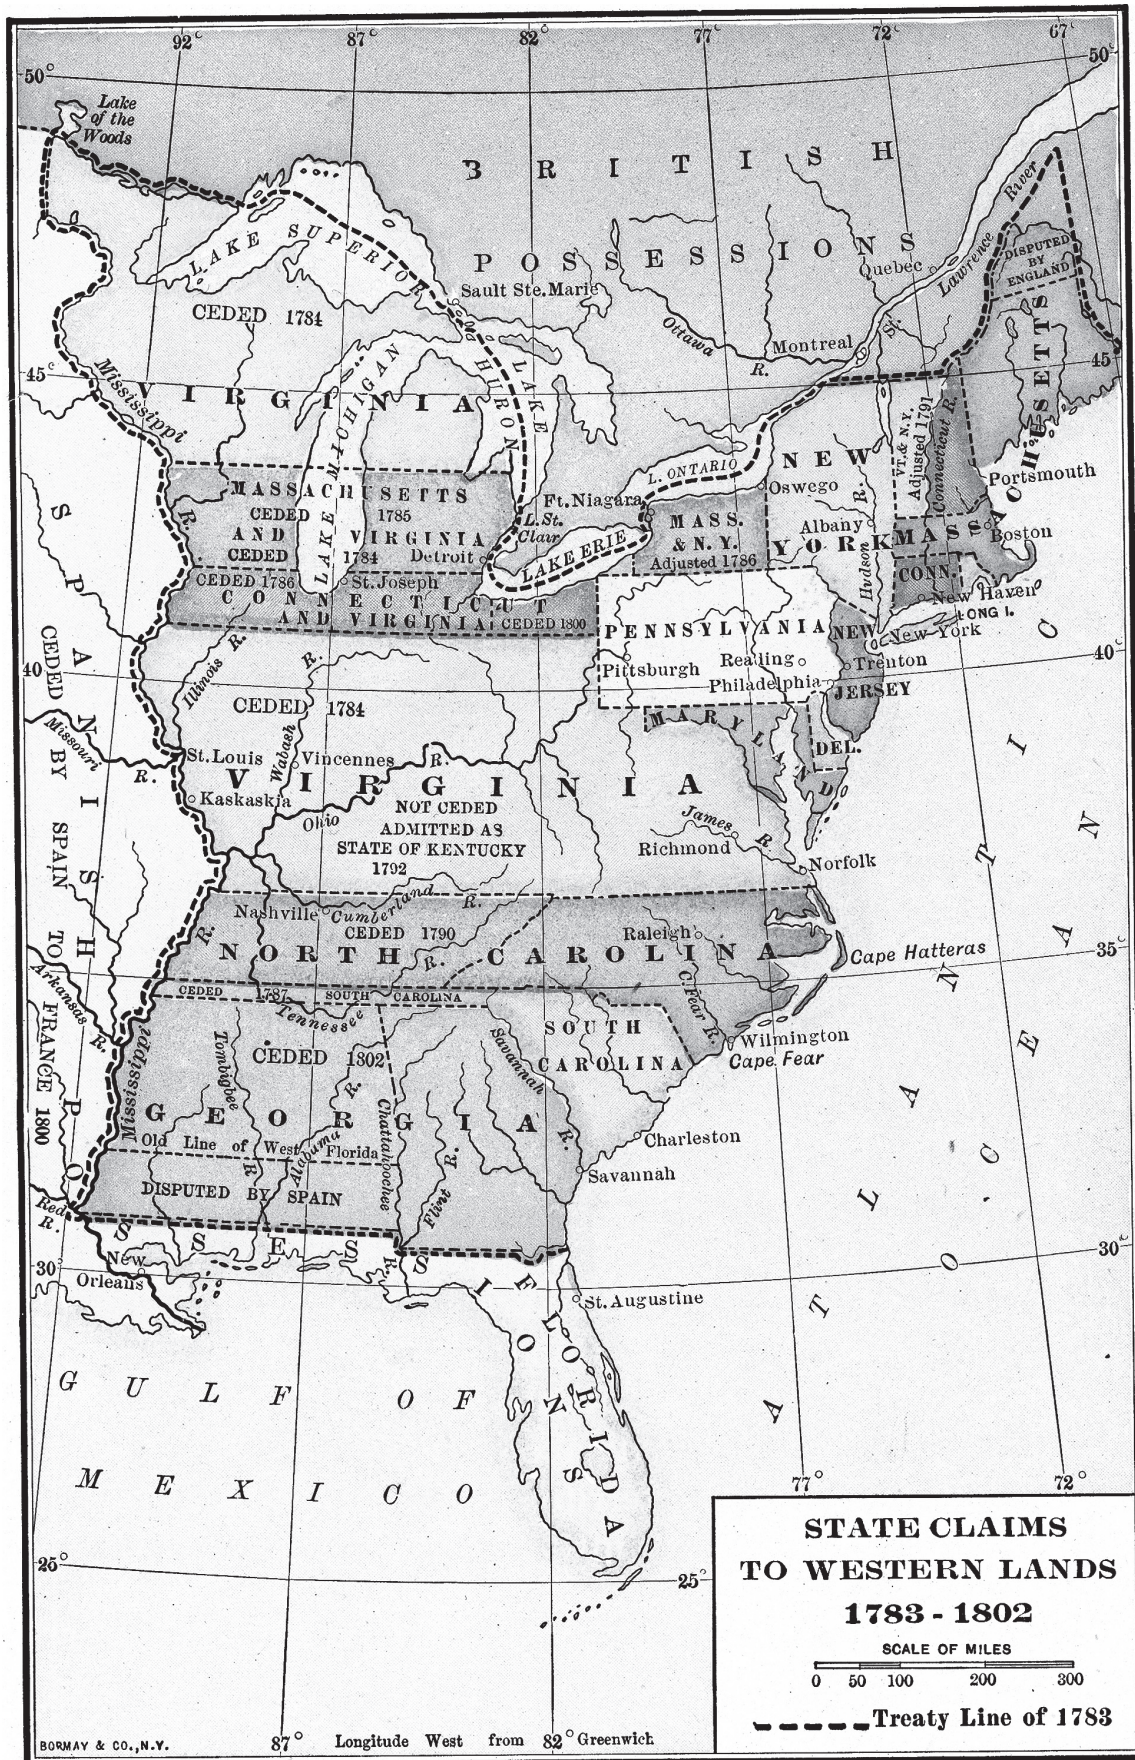 92° 87° 82° 77° 72° 67°
50° 50°
Lake
of the
Woods
BRITISH
POSSESSIONS
LAKE SUPERIOR
Sault Ste. Marie
Quebec
St. Lawrence River
DISPUTED
BY
ENGLAND
Ottawa
R.
Montreal
CEDED 1784
45° 45°
Mississippi
R.
VIRGINIA
LAKE MICHIGAN
LAKE
HURON
MASSACHUSETTS
CEDED 1785
AND VIRGINIA
CEDED 1784
Detroit
L. St.
Clair
Ft. Niagara
L. ONTARIO
LAKE ERIE
Oswego
NEW
YORK
MASS.
& N.Y.
Adjusted 1786
Albany
Hudson R.
VT. & N.Y.
Adjusted 1791
Connecticut R.
MASSACHUSETTS
Portsmouth
Boston
CONN.
New Haven
LONG I.
New York
CEDED 1786
St. Joseph
CONNECTICUT
AND VIRGINIA
CEDED 1800
PENNSYLVANIA
Pittsburgh
Reading
Philadelphia
NEW
JERSEY
Trenton
40° 40°
Illinois R.
R.
Wabash
CEDED 1784
MARYLAND
DEL.
Missouri
R.
St. Louis
Vincennes
R.
Kaskaskia
Ohio
VIRGINIA
NOT CEDED
ADMITTED AS
STATE OF KENTUCKY
1792
James R.
Richmond
Norfolk
SPANISH POSSESSIONS
CEDED BY SPAIN TO FRANCE 1800
Nashville
Cumberland
R.
CEDED 1790
Raleigh
R.
NORTH CAROLINA
R.
Cape Hatteras
35°
C. Fear R.
CEDED 1787 SOUTH CAROLINA
Tennessee
Arkansas
R.
SOUTH
CAROLINA
Wilmington
Cape Fear
Mississippi
Tombigbee
R.
CEDED 1802
Alabama
R.
Chattahoochee
R.
Savannah
R.
GEORGIA
Flint
R.
Old Line of West Florida
Charleston
Savannah
DISPUTED BY SPAIN
Red
R.
New
Orleans
30° 30°
St. Augustine
FLORIDA
ATLANTIC
OCEAN
GULF OF
MEXICO
25° 25°
77° 72°
STATE CLAIMS
TO WESTERN LANDS
1783 - 1802
SCALE OF MILES
0 50 100 200 300
Treaty Line of 1783
BORMAY & CO., N.Y.
87° Longitude West from 82° Greenwich